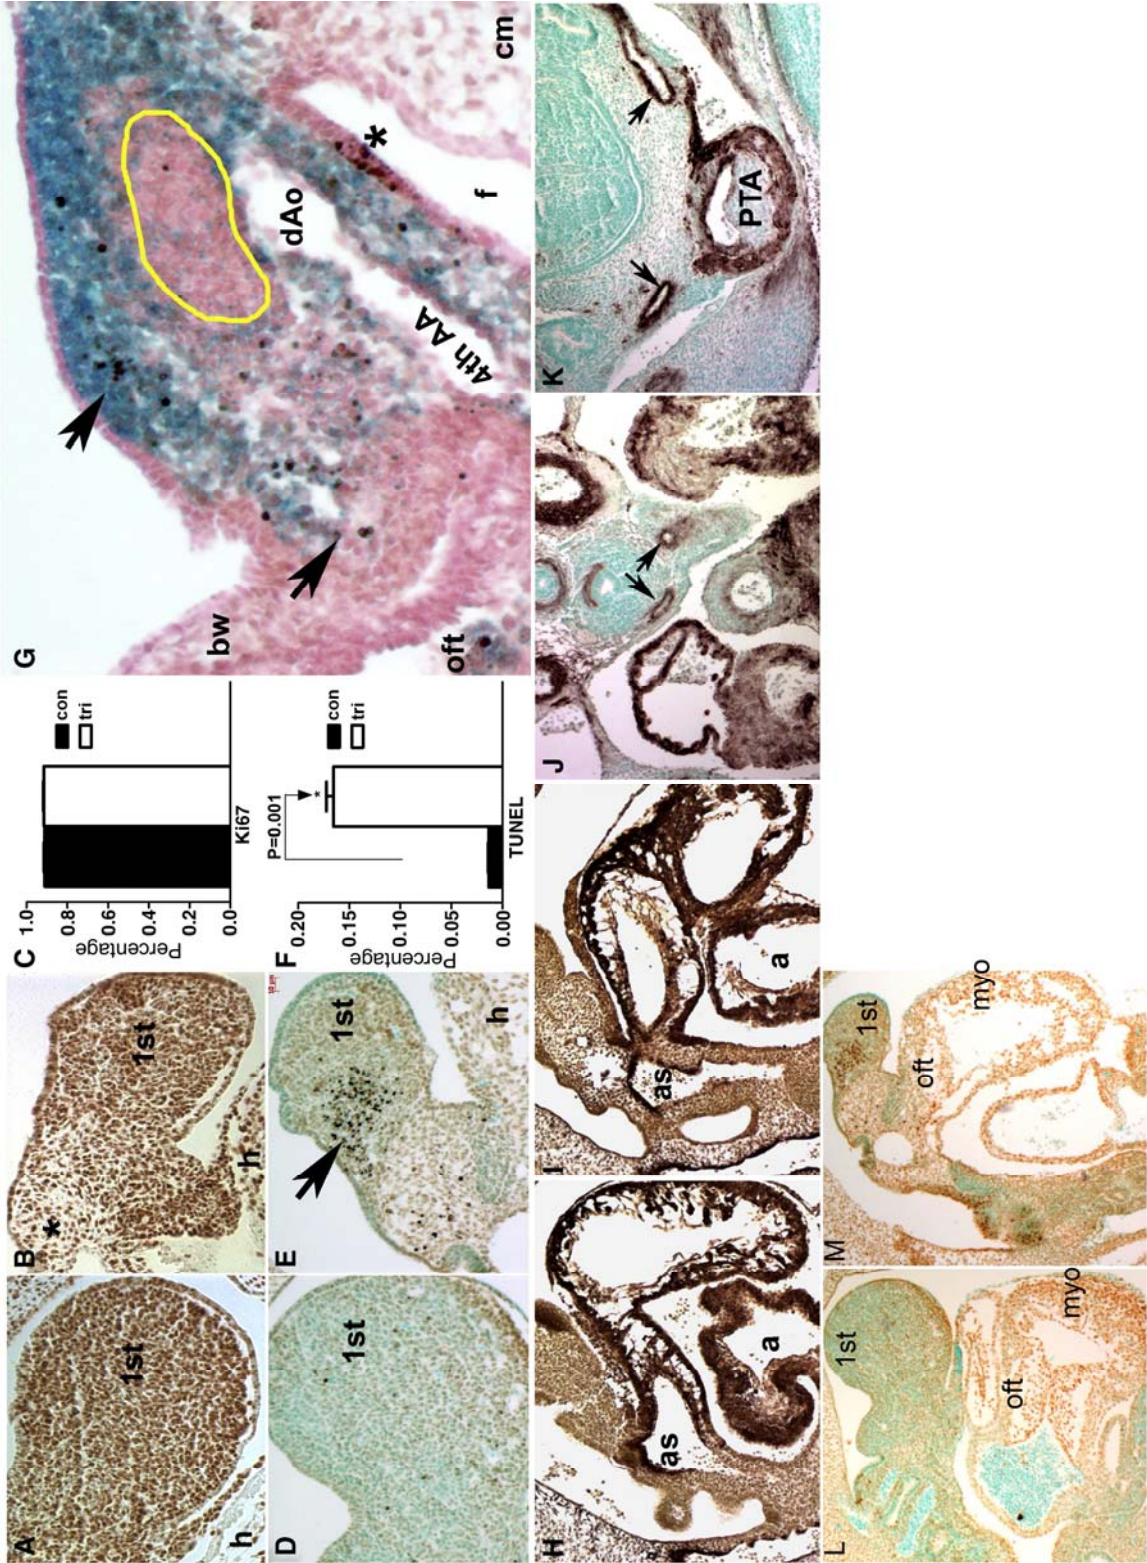 A
1st
h
B
1st
*
h
C
1.0
0.8
0.6
0.4
0.2
0.0
Percentage
Ki67
con
tri
D
1st
E
1st
h
F
0.20
0.15
0.10
0.05
0.00
Percentage
P=0.001
*
TUNEL
con
tri
G
bw
oft
4th AA
dAo
f
*
cm
H
as
a
I
as
a
J
K
PTA
L
1st
oft
myo
M
1st
oft
myo